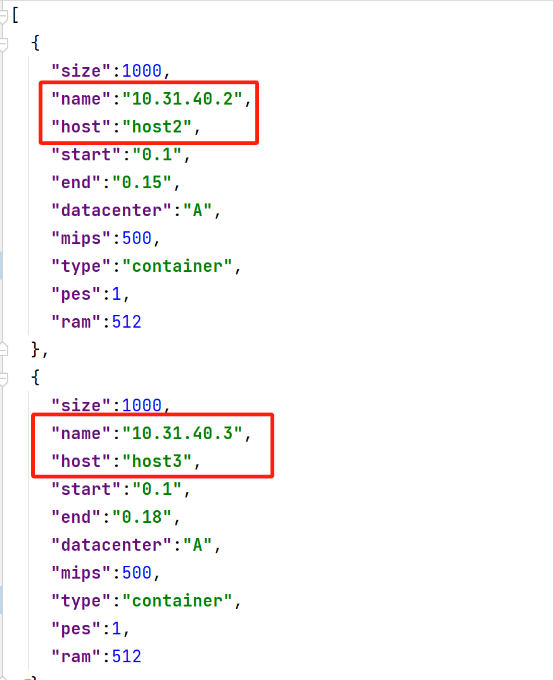 [
{
"size":1000,
"name":"10.31.40.2",
"host":"host2",
"start":"0.1",
"end":"0.15",
"datacenter":"A",
"mips":500,
"type":"container",
"pes":1,
"ram":512
},
{
"size":1000,
"name":"10.31.40.3",
"host":"host3",
"start":"0.1",
"end":"0.18",
"datacenter":"A",
"mips":500,
"type":"container",
"pes":1,
"ram":512
}